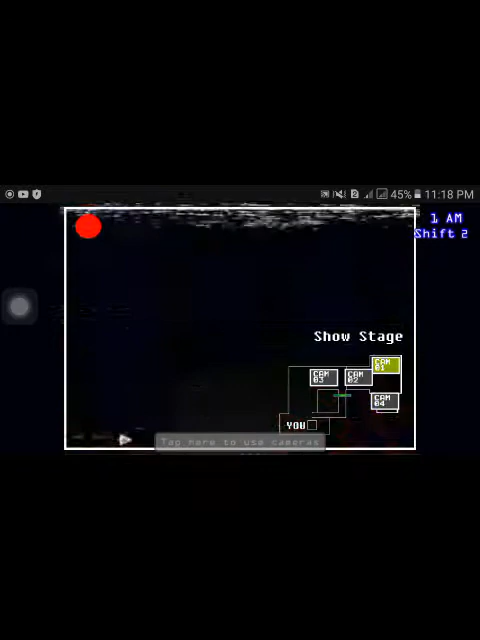 45% 11:18 PM
1 AM
Shift 2
Show Stage
CAM 01
CAM 03
CAM 02
CAM 04
YOU
Tap here to use cameras